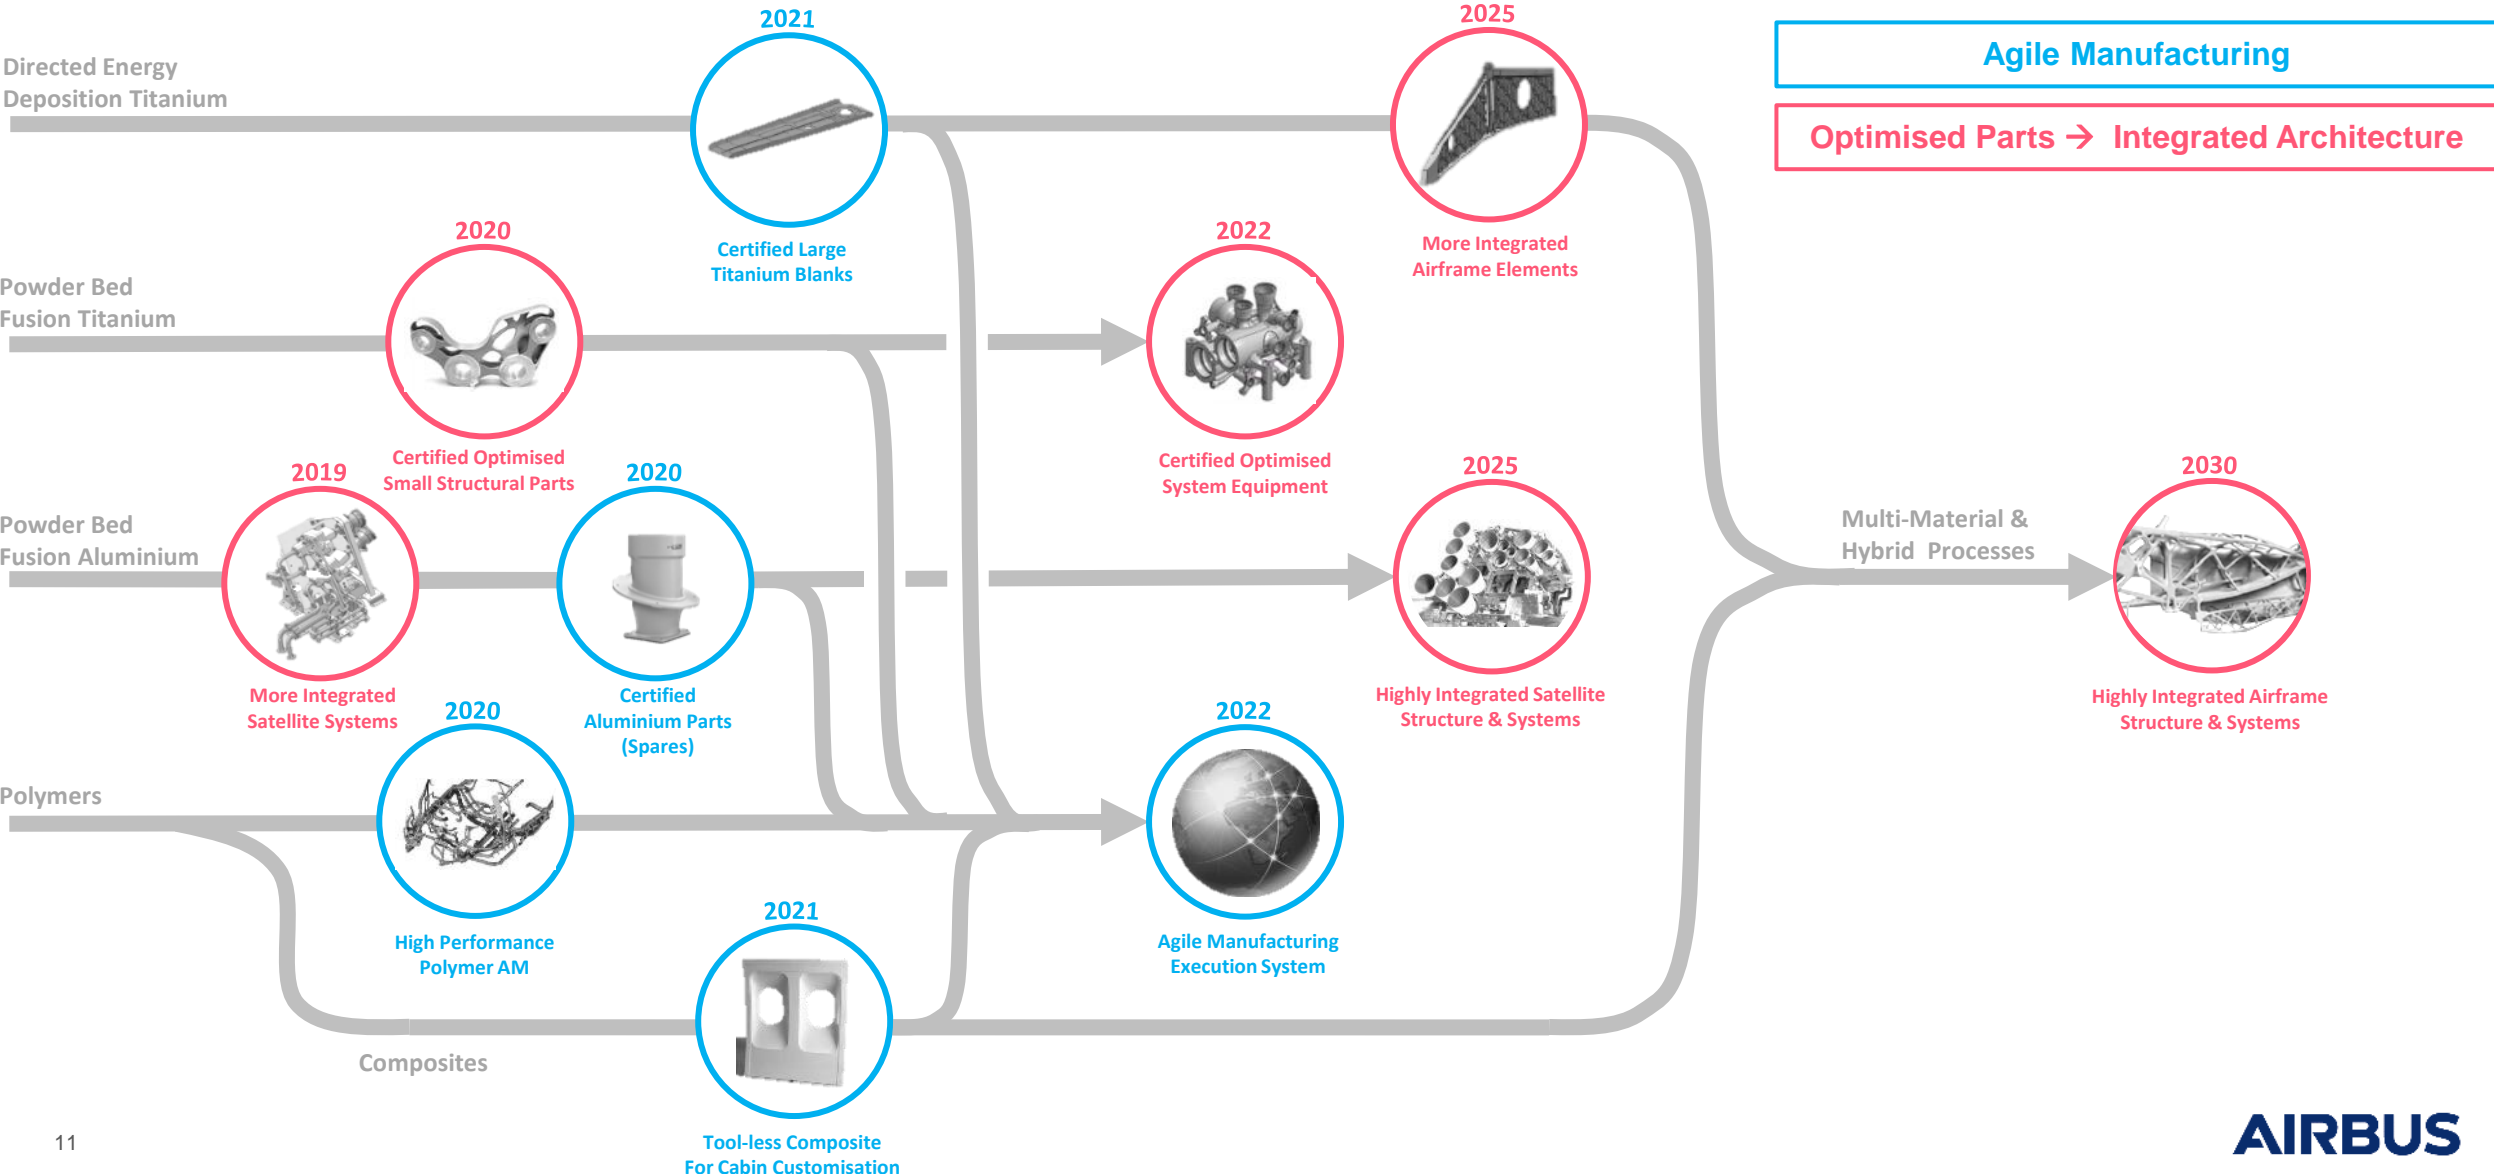 2021
2025
Agile Manufacturing
Directed Energy
Deposition Titanium
Optimised Parts → Integrated Architecture
Certified Large
Titanium Blanks
More Integrated
Airframe Elements
2020
2022
Powder Bed
Fusion Titanium
Certified Optimised
Small Structural Parts
Certified Optimised
System Equipment
2019
2020
2025
2030
Powder Bed
Fusion Aluminium
Multi-Material &
Hybrid Processes
More Integrated
Satellite Systems
Certified
Aluminium Parts
(Spares)
Highly Integrated Satellite
Structure & Systems
Highly Integrated Airframe
Structure & Systems
2020
2022
Polymers
High Performance
Polymer AM
Agile Manufacturing
Execution System
2021
Composites
Tool-less Composite
For Cabin Customisation
11
AIRBUS